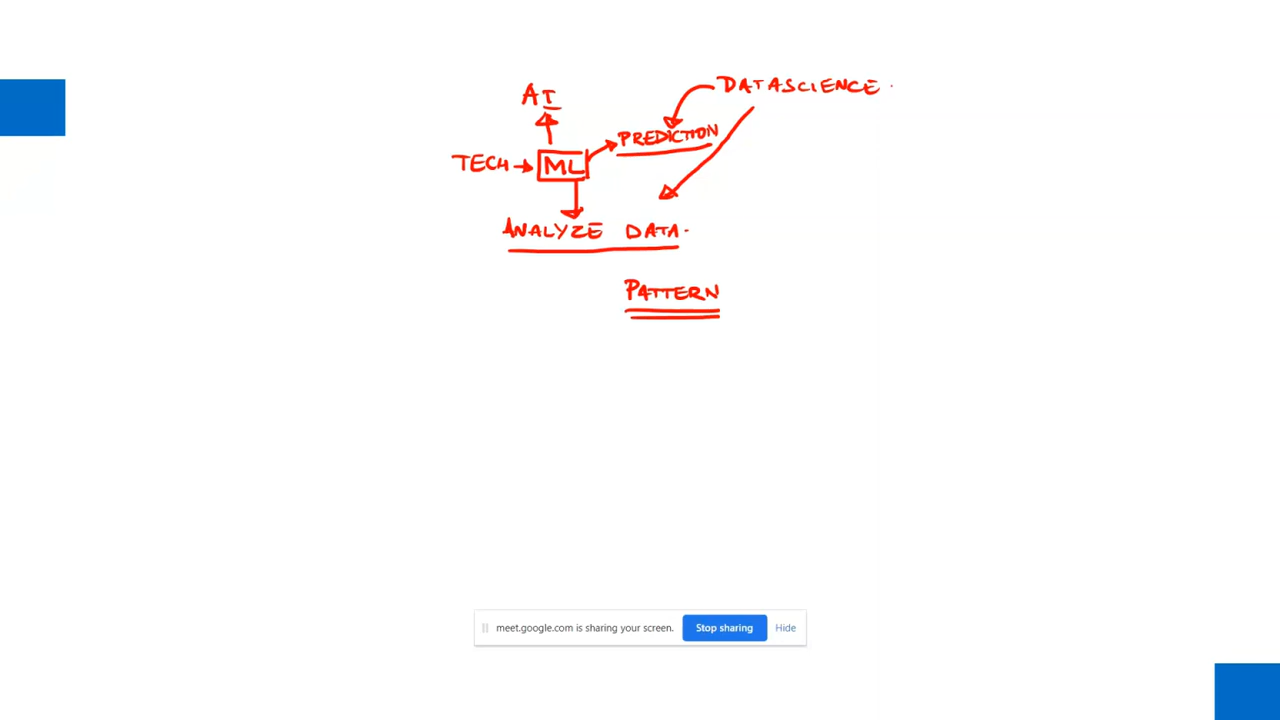 DATASCIENCE
AI
PREDICTION
TECH ML
ANALYZE DATA.
PATTERN
meet.google.com is sharing your screen. Stop sharing Hide